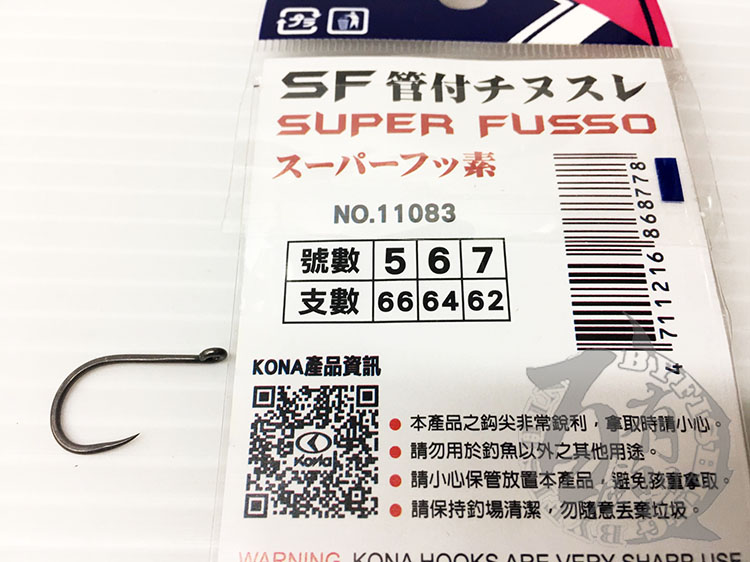 プラ
SF 管付チヌスレ
SUPER FUSSO
スーパーフッ素
NO.11083
號數 5 6 7
支數 66 64 62
4 711216 868778
KONA產品資訊
Kona
● 本產品之鈎尖非常銳利，拿取時請小心。
● 請勿用於釣魚以外之其他用途。
● 請小心保管放置本產品，避免孩童拿取。
● 請保持釣場清潔，勿隨意丟棄垃圾。
WARNING KONA HOOKS ARE VERY SHARP USE